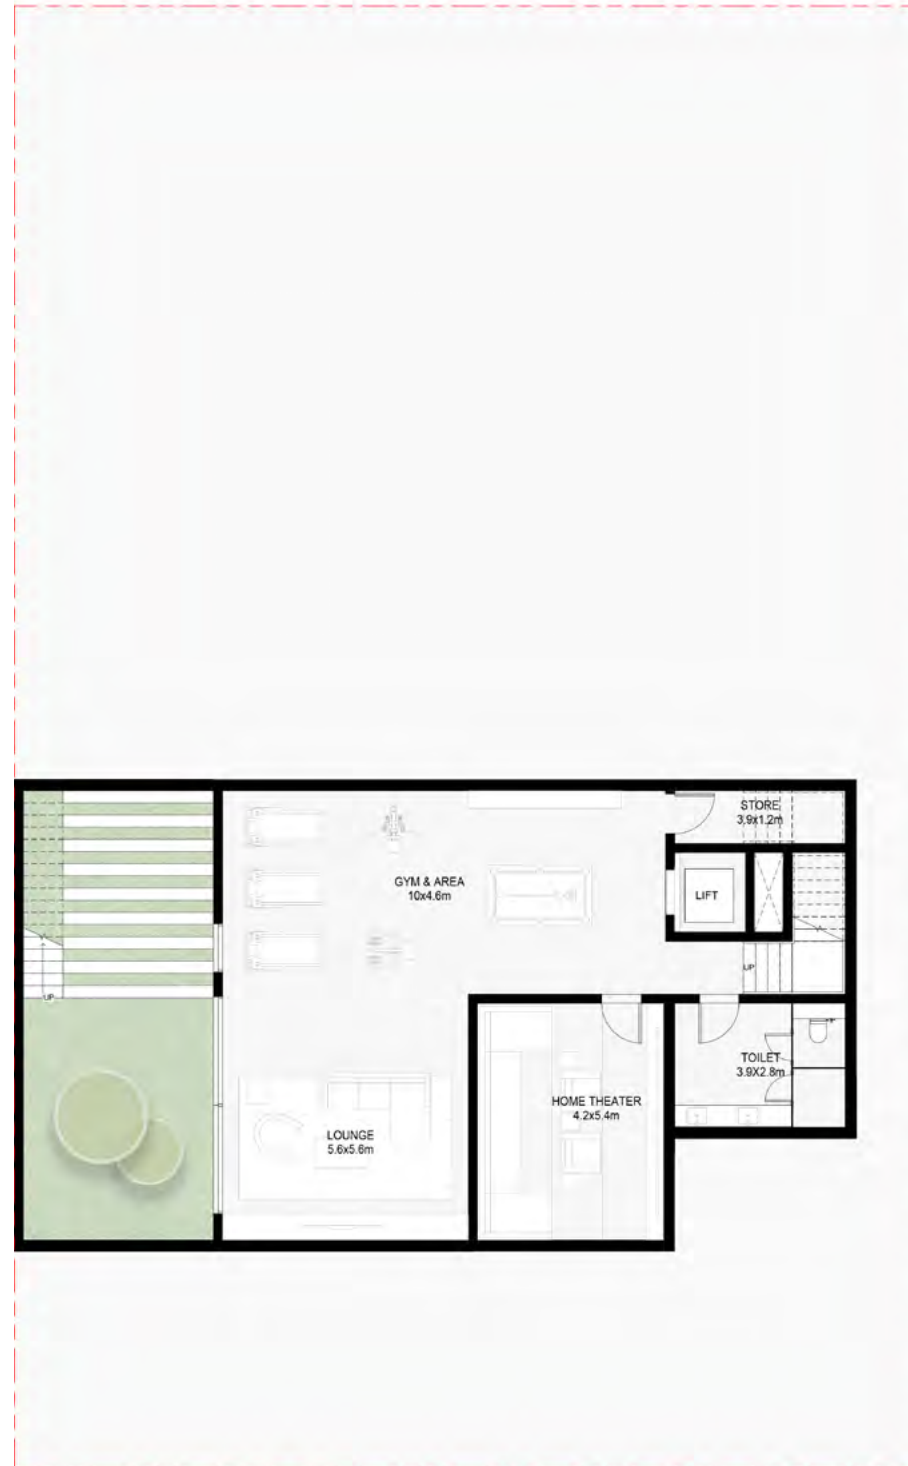 STORE
3.9x1.2m
GYM & AREA
10x4.6m
LIFT
UP
UP
TOILET
3.9X2.8m
HOME THEATER
4.2x5.4m
LOUNGE
5.6x5.6m